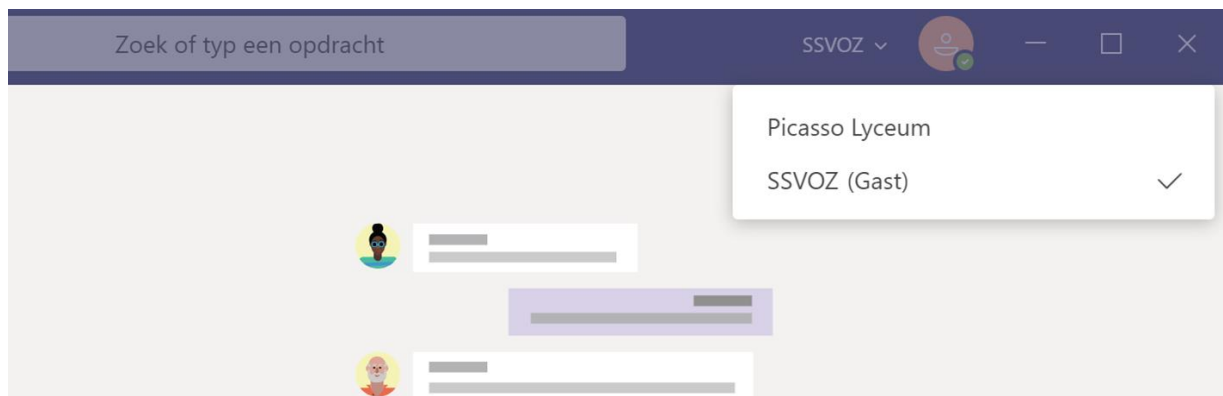 Zoek of typ een opdracht
SSVOZ
Picasso Lyceum
SSVOZ (Gast)